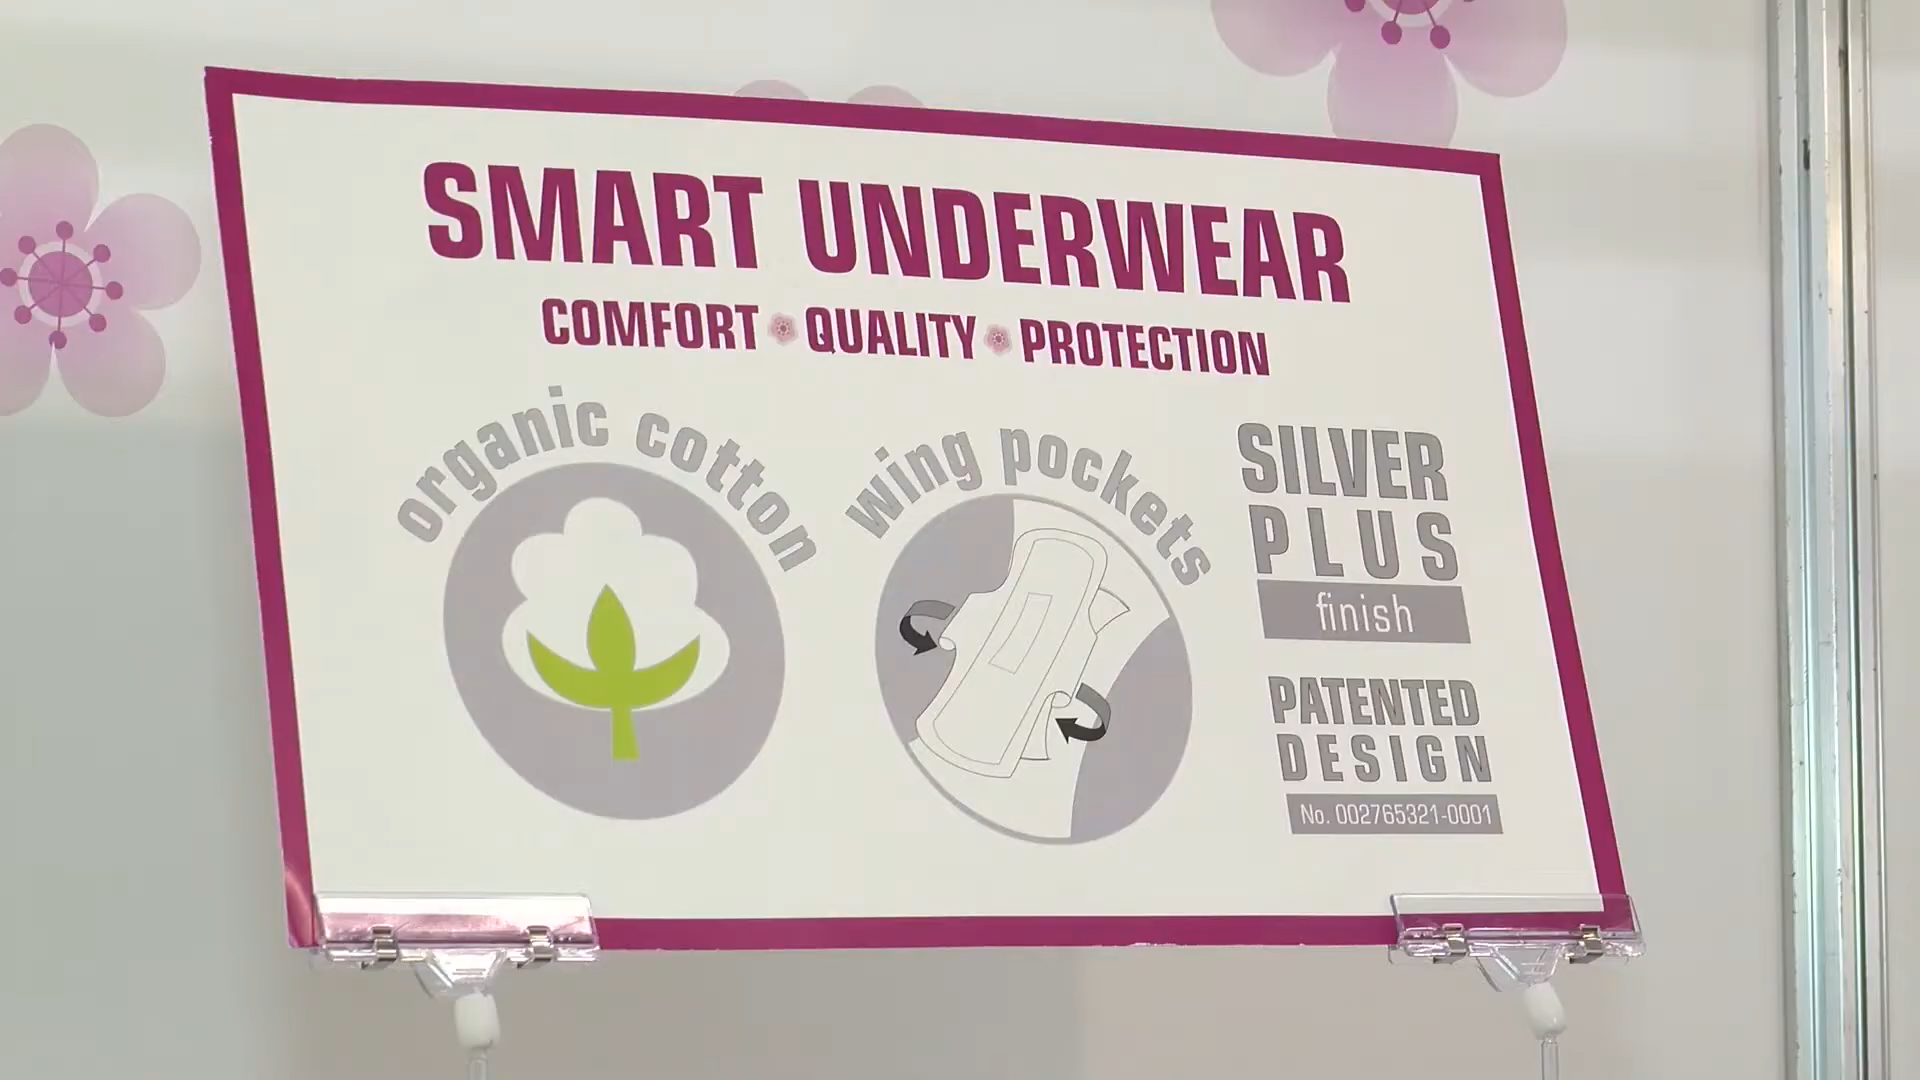 SMART UNDERWEAR
COMFORT QUALITY PROTECTION
organic cotton
wing pockets
SILVER
PLUS
finish
PATENTED
DESIGN
No. 002765321-0001